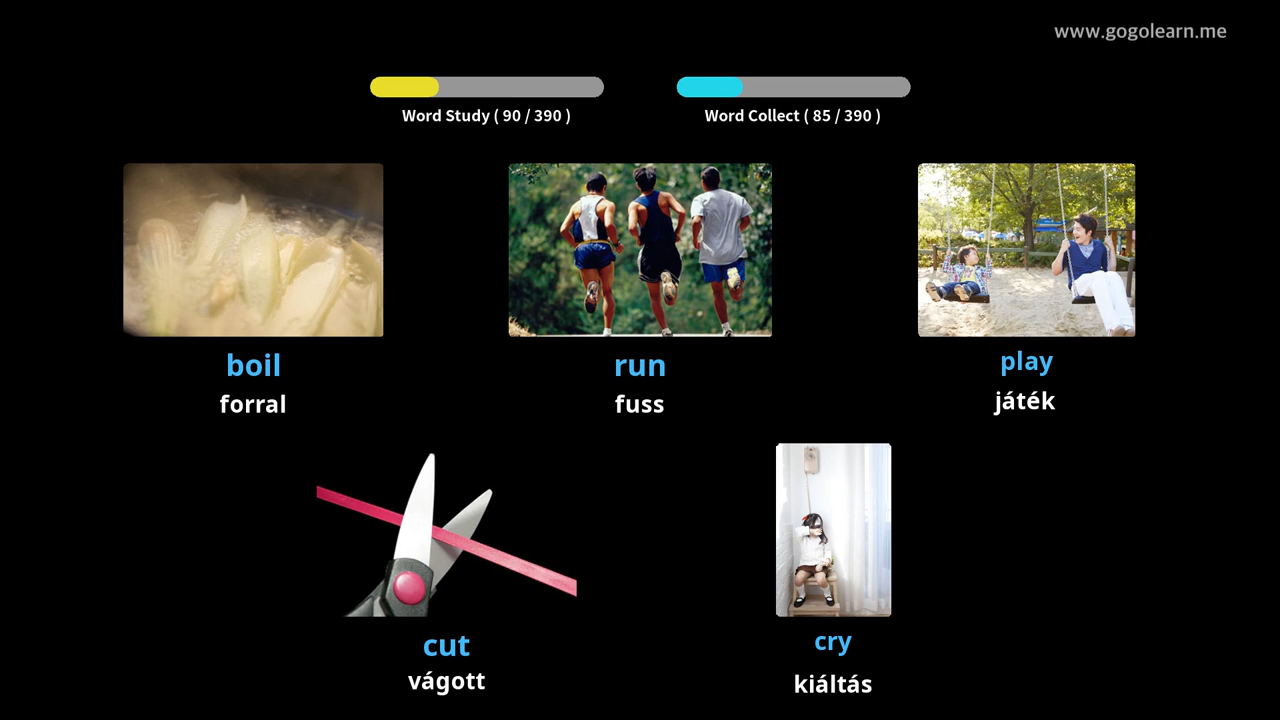 www.gogolearn.me
Word Study ( 90 / 390 )
Word Collect ( 85 / 390 )
boil
forral
run
fuss
play
játék
cut
vágott
cry
kiáltás